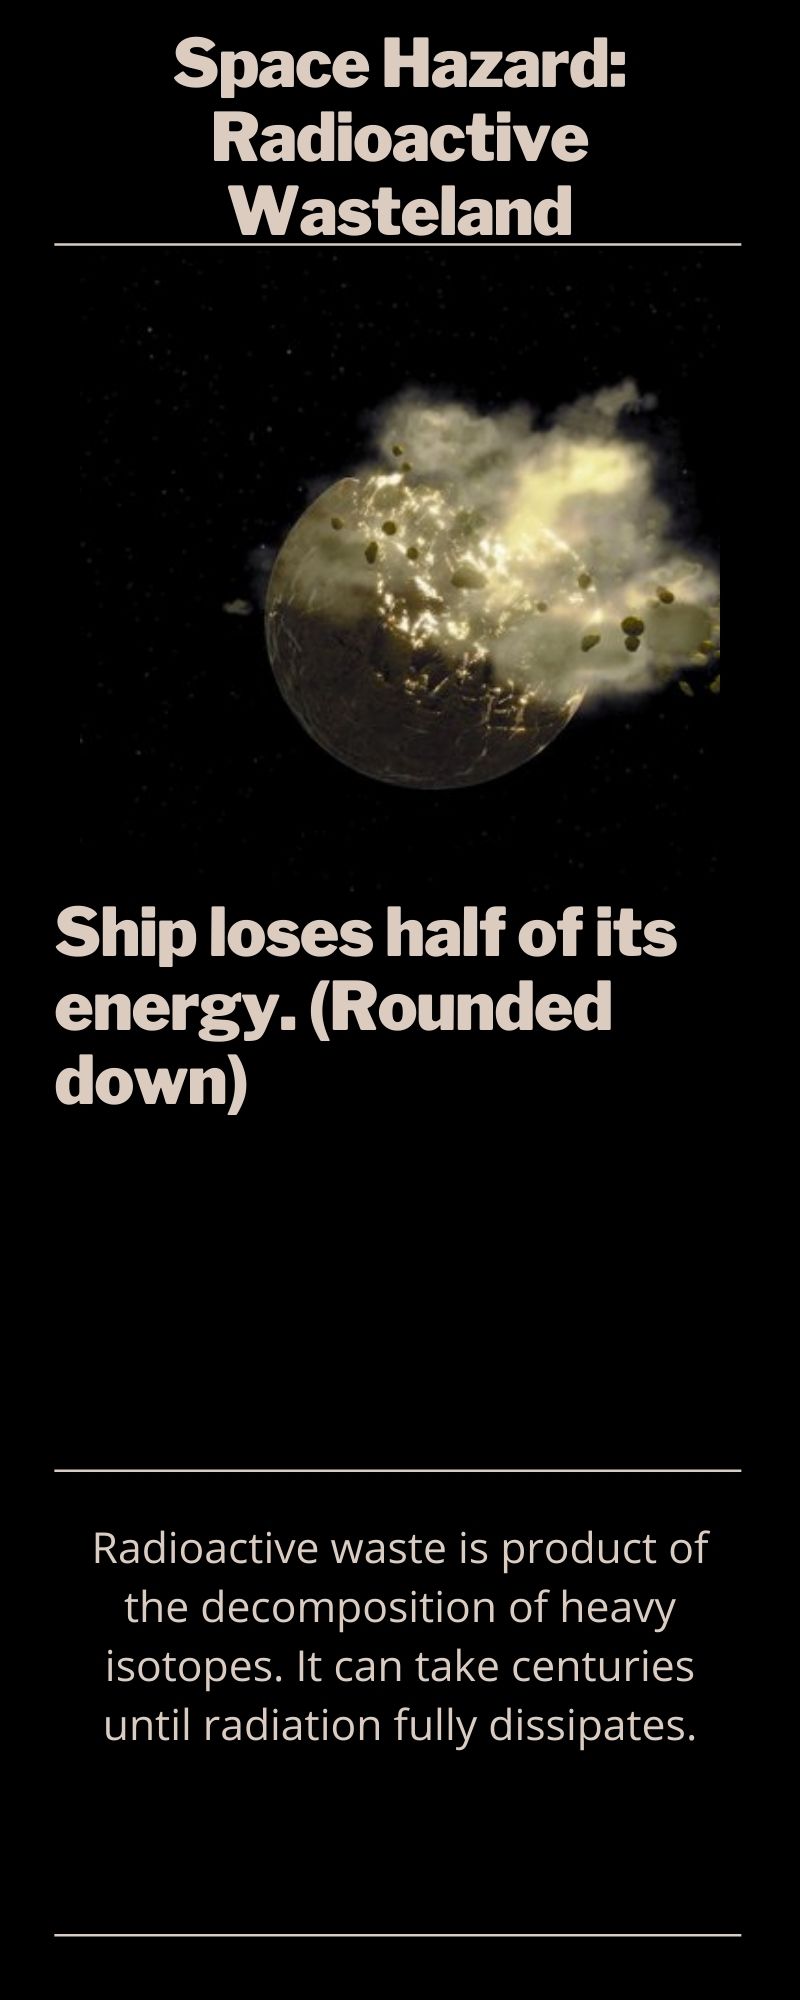 Space Hazard:
Radioactive
Wasteland
Ship loses half of its
energy. (Rounded
down)
Radioactive waste is product of
the decomposition of heavy
isotopes. It can take centuries
until radiation fully dissipates.